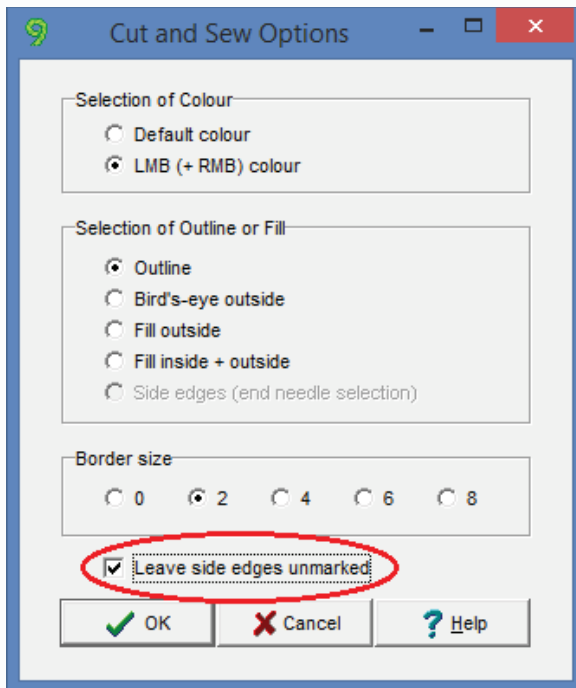 Cut and Sew Options
Selection of Colour
Default colour
LMB (+ RMB) colour
Selection of Outline or Fill
Outline
Bird's-eye outside
Fill outside
Fill inside + outside
Side edges (end needle selection)
Border size
0 2 4 6 8
Leave side edges unmarked
OK Cancel Help